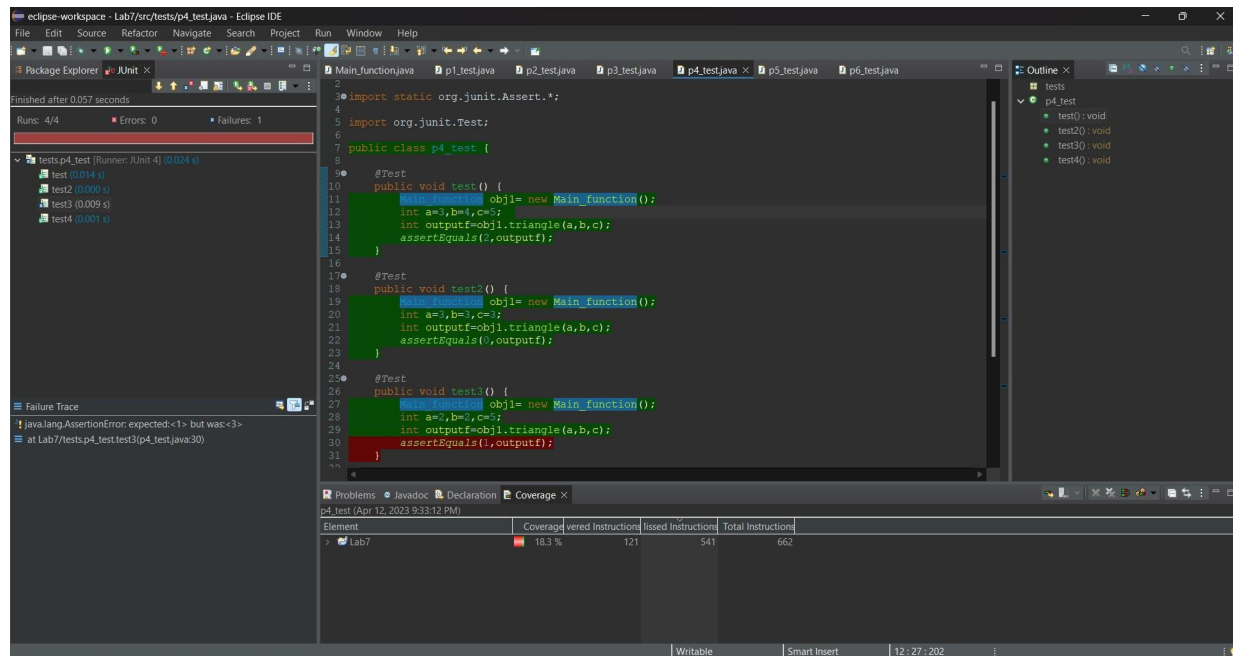 eclipse-workspace - Lab7/src/tests/p4_test.java - Eclipse IDE
File Edit Source Refactor Navigate Search Project Run Window Help
Package Explorer JUnit
Finished after 0.057 seconds
Runs: 4/4 Errors: 0 Failures: 1
tests.p4_test [Runner: JUnit 4] (0.024 s)
test (0.014 s)
test2 (0.000 s)
test3 (0.009 s)
test4 (0.001 s)
Failure Trace
java.lang.AssertionError: expected:<1> but was:<3>
at Lab7/tests.p4_test.test3(p4_test.java:30)
Main_function.java p1_test.java p2_test.java p3_test.java p4_test.java p5_test.java p6_test.java
2
3 import static org.junit.Assert.*;
4
5 import org.junit.Test;
6
7 public class p4_test {
8
9 @Test
10 public void test() {
11 Main_function obj1= new Main_function();
12 int a=3,b=4,c=5;
13 int outputf=obj1.triangle(a,b,c);
14 assertEquals(2,outputf);
15 }
16
17 @Test
18 public void test2() {
19 Main_function obj1= new Main_function();
20 int a=3,b=3,c=3;
21 int outputf=obj1.triangle(a,b,c);
22 assertEquals(0,outputf);
23 }
24
25 @Test
26 public void test3() {
27 Main_function obj1= new Main_function();
28 int a=2,b=2,c=5;
29 int outputf=obj1.triangle(a,b,c);
30 assertEquals(1,outputf);
31 }
Outline
tests
p4_test
test() : void
test2() : void
test3() : void
test4() : void
Problems Javadoc Declaration Coverage
p4_test (Apr 12, 2023 9:33:12 PM)
Element Coverage vered Instructions lissed Instructions Total Instructions
Lab7 18.3 % 121 541 662
Writable Smart Insert 12 : 27 : 202